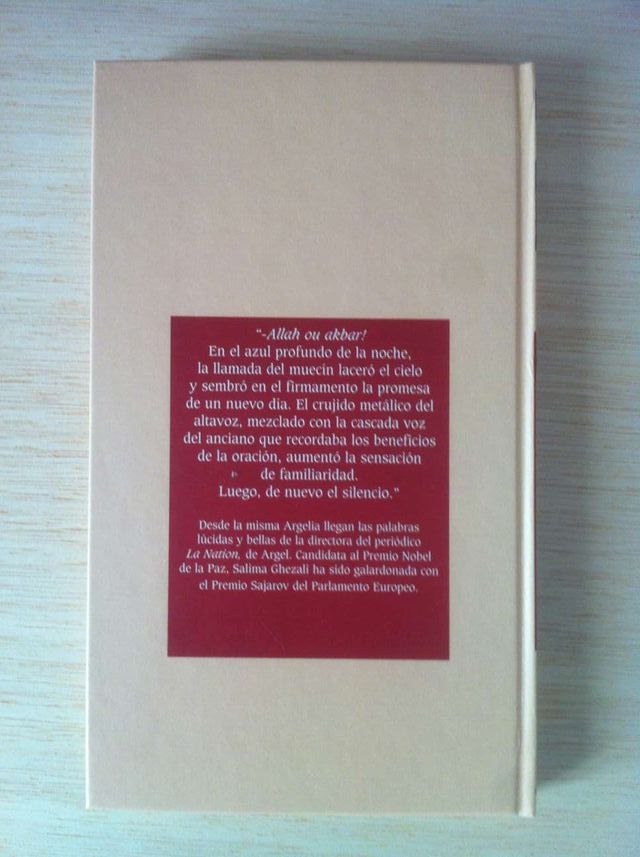 “-Allah ou akbar!
En el azul profundo de la noche,
la llamada del muecín laceró el cielo
y sembró en el firmamento la promesa
de un nuevo día. El crujido metálico del
altavoz, mezclado con la cascada voz
del anciano que recordaba los beneficios
de la oración, aumentó la sensación
de familiaridad.
Luego, de nuevo el silencio.”
Desde la misma Argelia llegan las palabras
lúcidas y bellas de la directora del periódico
La Nation, de Argel. Candidata al Premio Nobel
de la Paz, Salima Ghezali ha sido galardonada con
el Premio Sajarov del Parlamento Europeo.